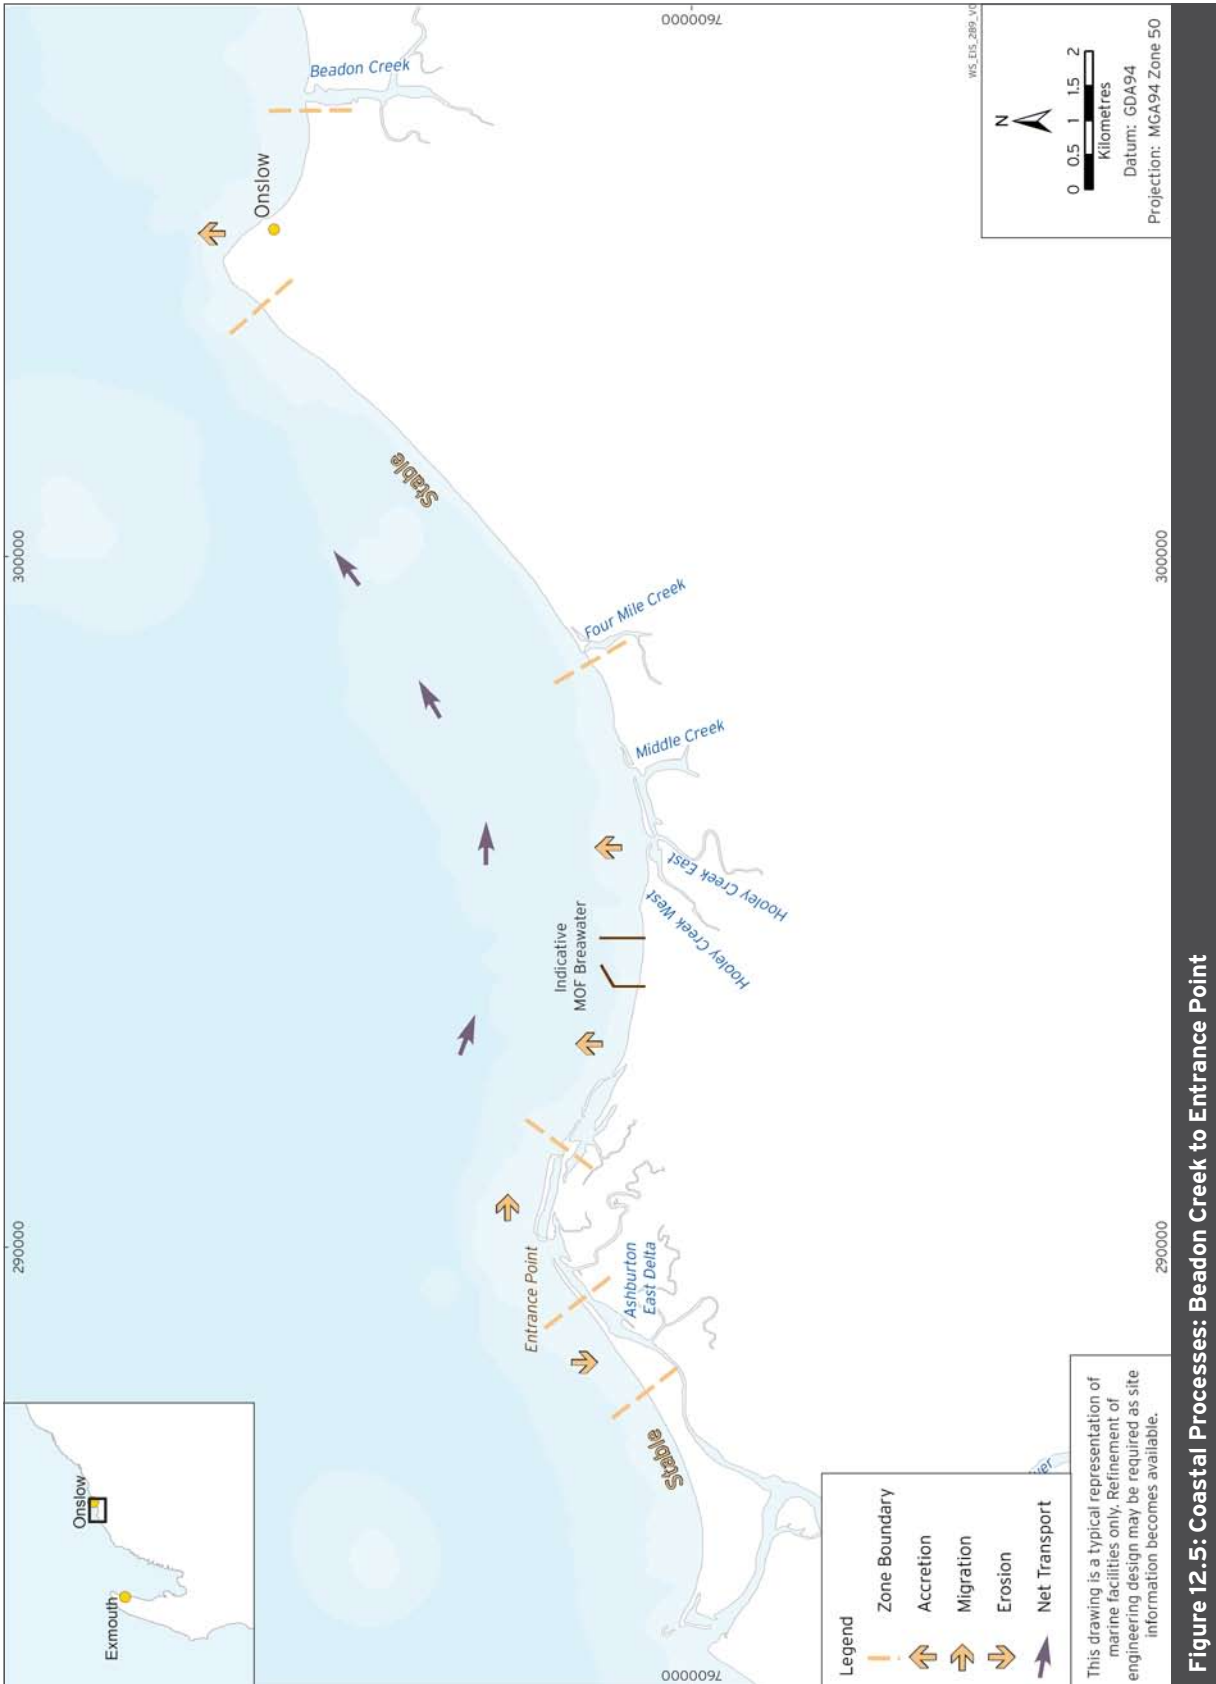 Exmouth
Onslow
290000
300000
7600000
7600000
Beadon Creek
Onslow
Stable
Four Mile Creek
Middle Creek
Hooley Creek East
Hooley Creek West
Indicative
MOF Breawater
Entrance Point
Ashburton
East Delta
Stable
Legend
Zone Boundary
Accretion
Migration
Erosion
Net Transport
This drawing is a typical representation of
marine facilities only. Refinement of
engineering design may be required as site
information becomes available.
290000
300000
N
0 0.5 1 1.5 2
Kilometres
Datum: GDA94
Projection: MGA94 Zone 50
Figure 12.5: Coastal Processes: Beadon Creek to Entrance Point